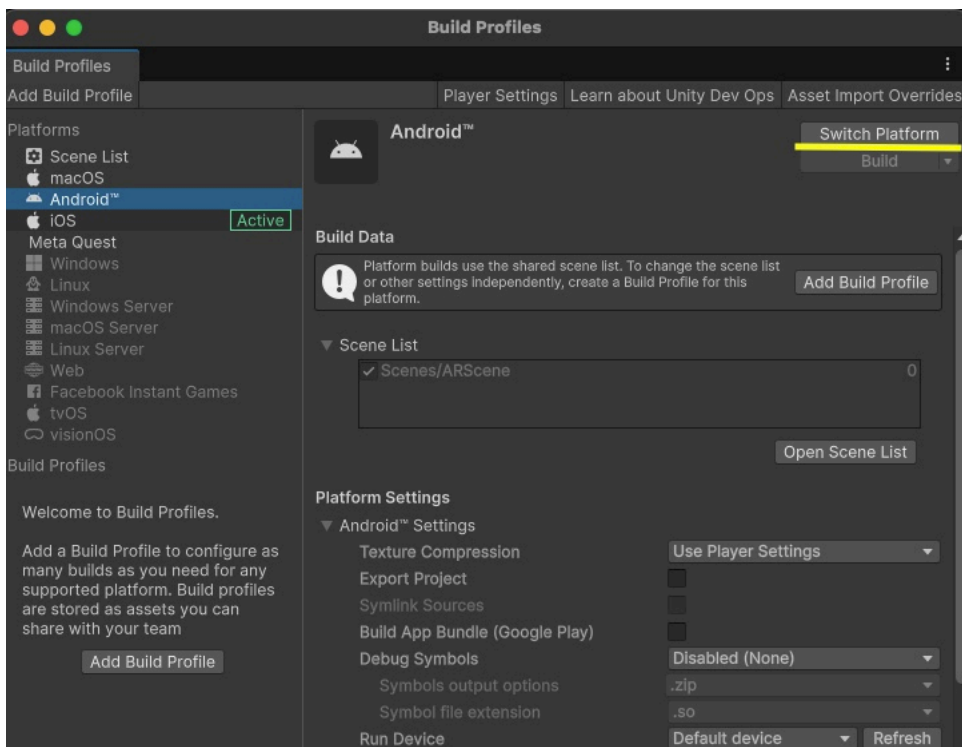 Build Profiles
Build Profiles
Add Build Profile
Player Settings
Learn about Unity Dev Ops
Asset Import Overrides
Platforms
Scene List
macOS
Android™
iOS
Active
Meta Quest
Windows
Linux
Windows Server
macOS Server
Linux Server
Web
Facebook Instant Games
tvOS
visionOS
Build Profiles
Welcome to Build Profiles.
Add a Build Profile to configure as
many builds as you need for any
supported platform. Build profiles
are stored as assets you can
share with your team
Add Build Profile
Android™
Switch Platform
Build
Build Data
Platform builds use the shared scene list. To change the scene list
or other settings independently, create a Build Profile for this
platform.
Add Build Profile
Scene List
Scenes/ARScene 0
Open Scene List
Platform Settings
Android™ Settings
Texture Compression Use Player Settings
Export Project
Symlink Sources
Build App Bundle (Google Play)
Debug Symbols Disabled (None)
Symbols output options .zip
Symbol file extension .so
Run Device Default device Refresh